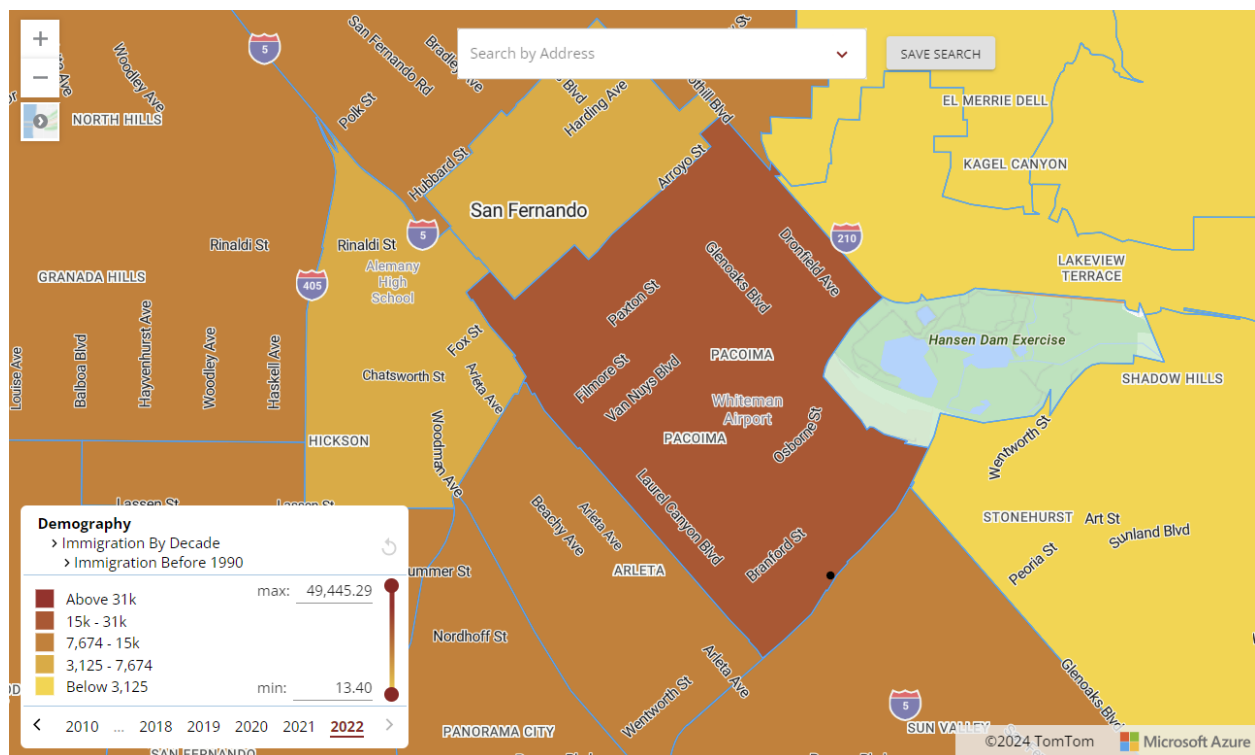 +
−
Search by Address
SAVE SEARCH
5
Woodley Ave
San Fernando Rd
Bradley Ave
Polk St
Harding Ave
NORTH HILLS
EL MERRIE DELL
KAGEL CANYON
Hubbard St
Arroyo St
San Fernando
5
210
Rinaldi St
Rinaldi St
Alemany
High
School
Glenoaks Blvd
Dronfield Ave
LAKEVIEW
TERRACE
GRANADA HILLS
405
Paxton St
Hansen Dam Exercise
Louise Ave
Balboa Blvd
Hayvenhurst Ave
Woodley Ave
Haskell Ave
Fox St
Chatsworth St
Arleta Ave
Filmore St
Van Nuys Blvd
PACOIMA
Whiteman
Airport
PACOIMA
Osborne St
SHADOW HILLS
HICKSON
Woodman Ave
Wentworth St
Lassen St
Lassen St
Beachy Ave
Arleta Ave
Laurel Canyon Blvd
Branford St
STONEHURST
Art St
Sunland Blvd
Peoria St
ARLETA
Nordhoff St
Arleta Ave
Wentworth St
PANORAMA CITY
5
SUN VALLEY
Glenoaks Blvd
SAN FERNANDO
Demography
Immigration By Decade
Immigration Before 1990
Above 31k
15k - 31k
7,674 - 15k
3,125 - 7,674
Below 3,125
max: 49,445.29
min: 13.40
2010 ... 2018 2019 2020 2021 2022
©2024 TomTom
Microsoft Azure